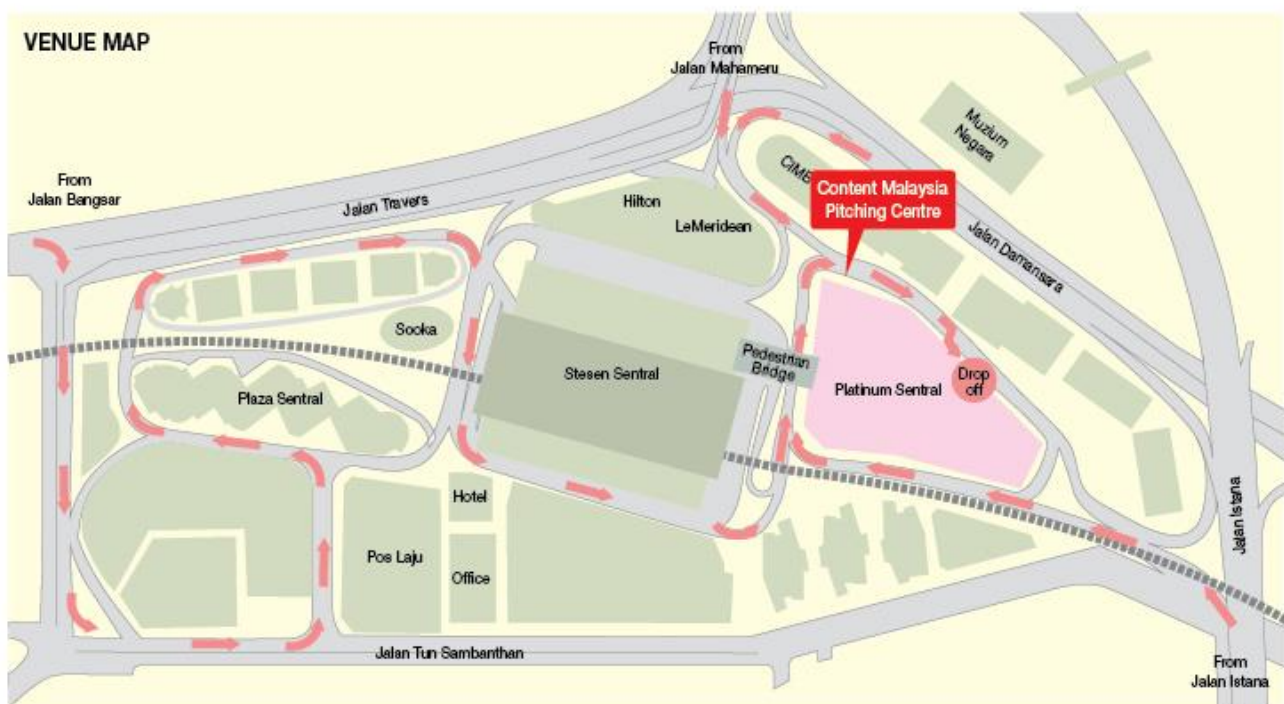 VENUE MAP
From
Jalan Mahameru
Muzium
Negara
From
Jalan Bangsar
Jalan Travers
Hilton
LeMeridean
CIMB
Content Malaysia
Pitching Centre
Jalan Damansara
Sooka
Stesen Sentral
Pedestrian
Bridge
Platinum Sentral
Drop
off
Plaza Sentral
Hotel
Pos Laju
Office
Jalan Istana
Jalan Tun Sambanthan
From
Jalan Istana